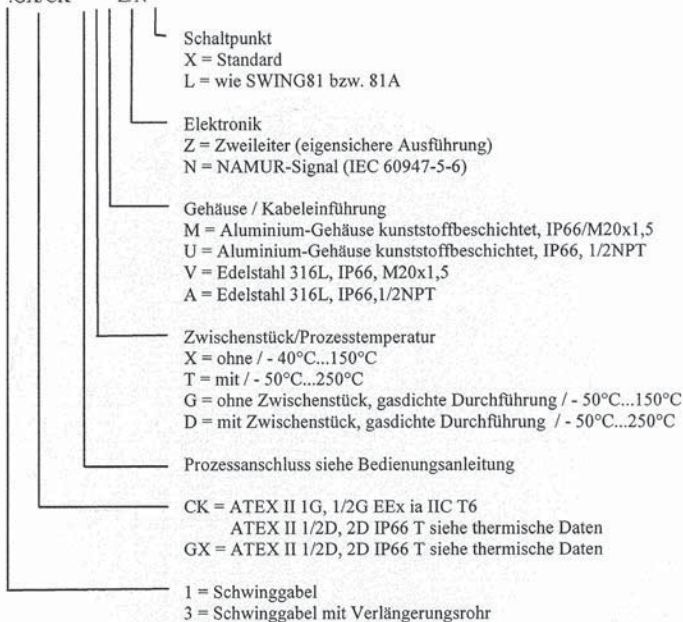 Schaltpunkt
X = Standard
L = wie SWING81 bzw. 81A
Elektronik
Z = Zweileiter (eigensichere Ausführung)
N = NAMUR-Signal (IEC 60947-5-6)
Gehäuse / Kabeleinführung
M = Aluminium-Gehäuse kunststoffbeschichtet, IP66/M20x1,5
U = Aluminium-Gehäuse kunststoffbeschichtet, IP66, 1/2NPT
V = Edelstahl 316L, IP66, M20x1,5
A = Edelstahl 316L, IP66,1/2NPT
Zwischenstück/Prozesstemperatur
X = ohne / - 40°C...150°C
T = mit / - 50°C...250°C
G = ohne Zwischenstück, gasdichte Durchführung / - 50°C...150°C
D = mit Zwischenstück, gasdichte Durchführung / - 50°C...250°C
Prozessanschluss siehe Bedienungsanleitung
CK = ATEX II 1G, 1/2G EEx ia IIC T6
ATEX II 1/2D, 2D IP66 T siehe thermische Daten
GX = ATEX II 1/2D, 2D IP66 T siehe thermische Daten
1 = Schwinggabel
3 = Schwinggabel mit Verlängerungsrohr